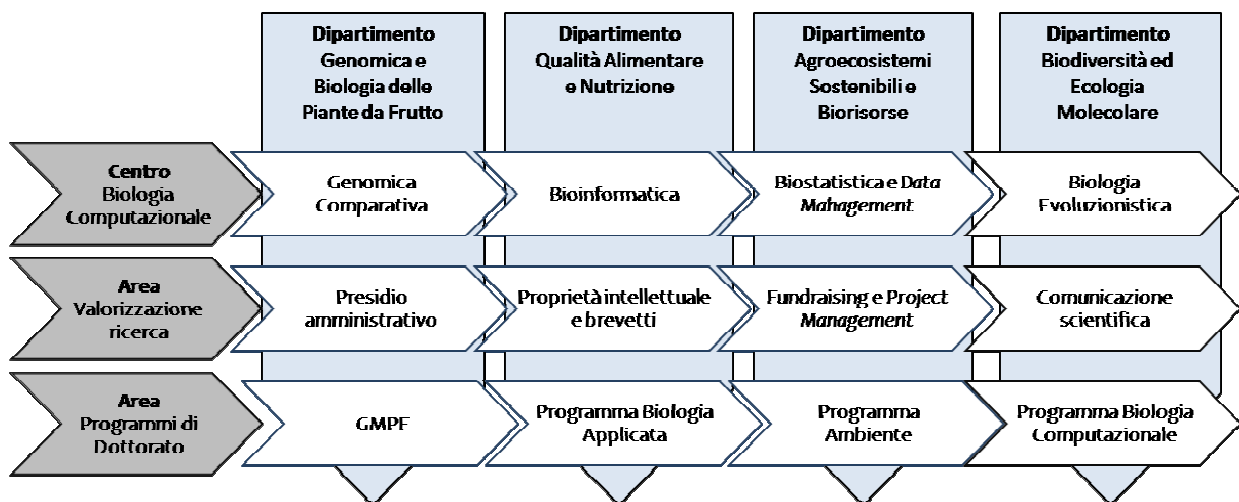 Dipartimento
Genomica e
Biologia delle
Piante da Frutto
Dipartimento
Qualità Alimentare
e Nutrizione
Dipartimento
Agroecosistemi
Sostenibili e
Biorisorse
Dipartimento
Biodiversità ed
Ecologia
Molecolare
Centro
Biologia
Computazionale
Genomica
Comparativa
Bioinformatica
Biostatistica e Data
Mahagement
Biologia
Evoluzionistica
Area
Valorizzazione
ricerca
Presidio
amministrativo
Proprietà intellettuale
e brevetti
Fundraising e Project
Management
Comunicazione
scientifica
Area
Programmi di
Dottorato
GMPF
Programma Biologia
Applicata
Programma
Ambiente
Programma Biologia
Computazionale